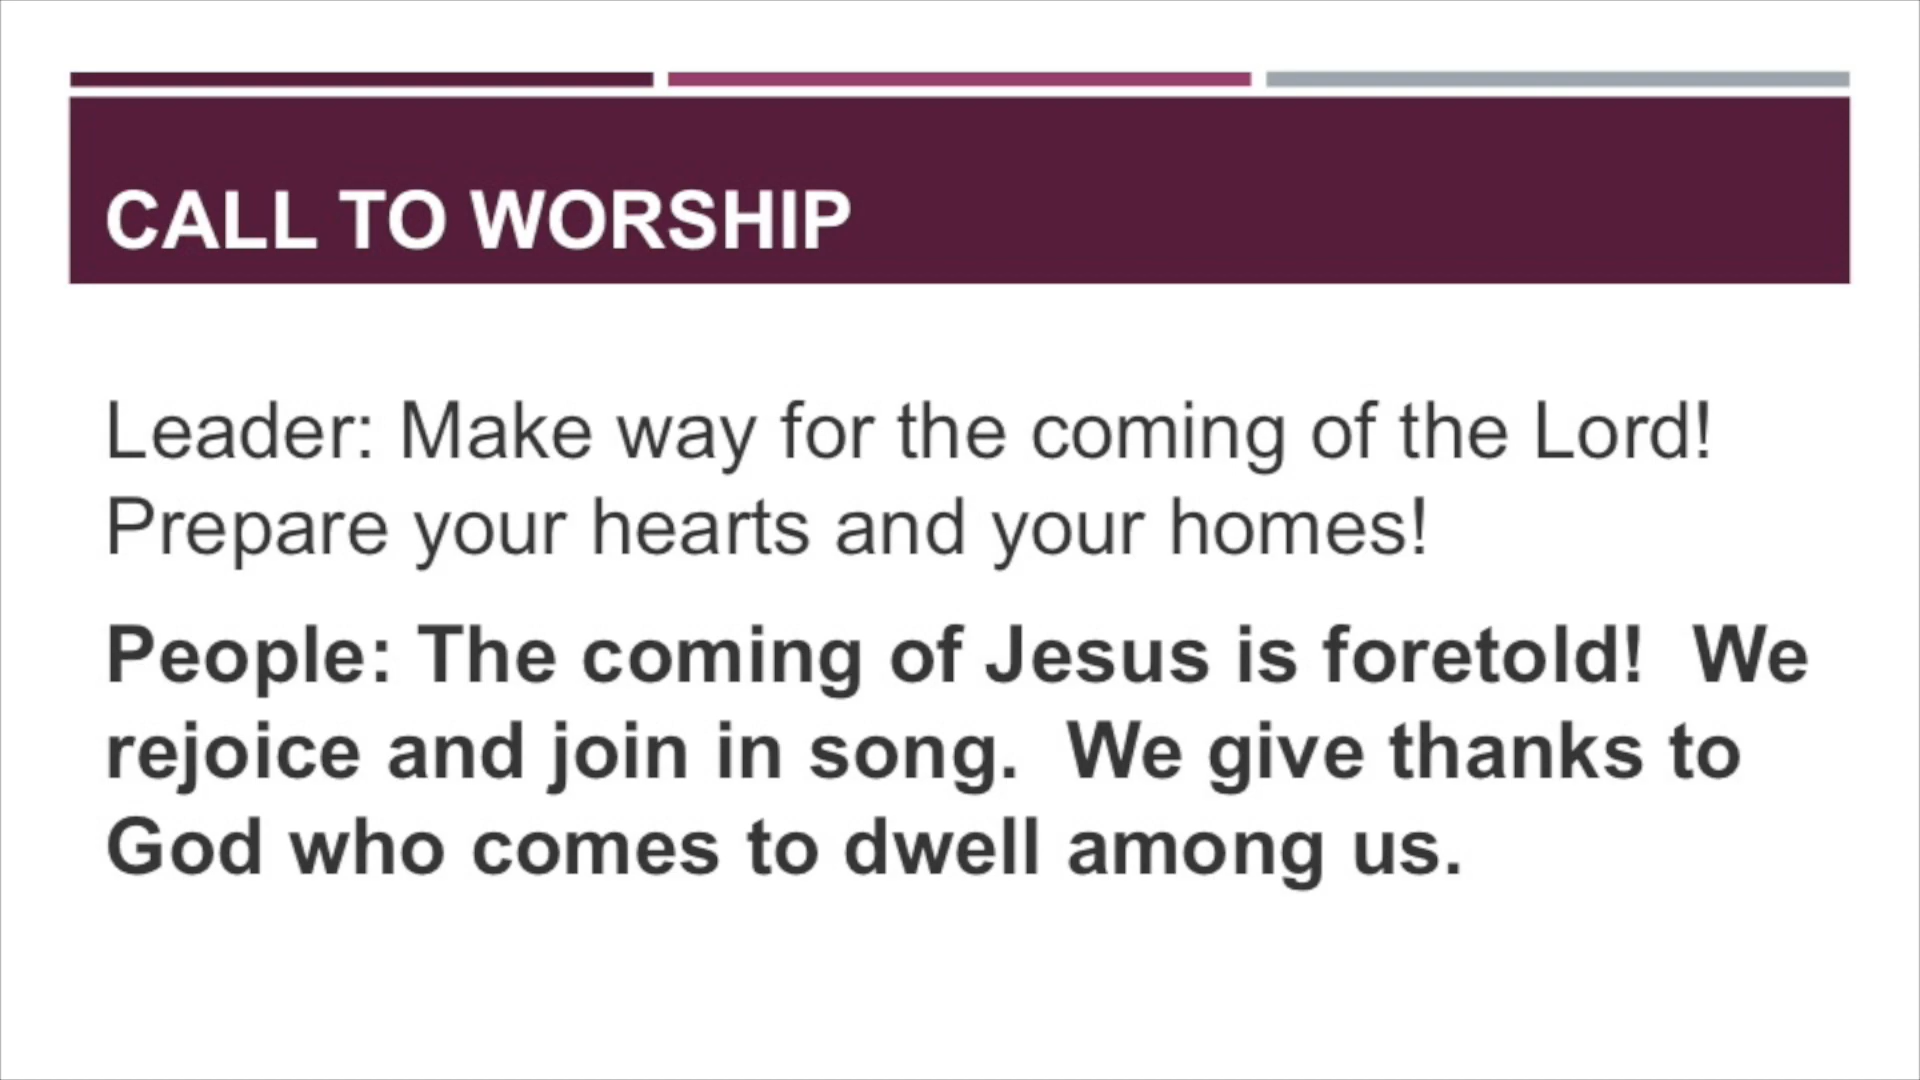 CALL TO WORSHIP
Leader: Make way for the coming of the Lord!
Prepare your hearts and your homes!
People: The coming of Jesus is foretold!  We
rejoice and join in song.  We give thanks to
God who comes to dwell among us.